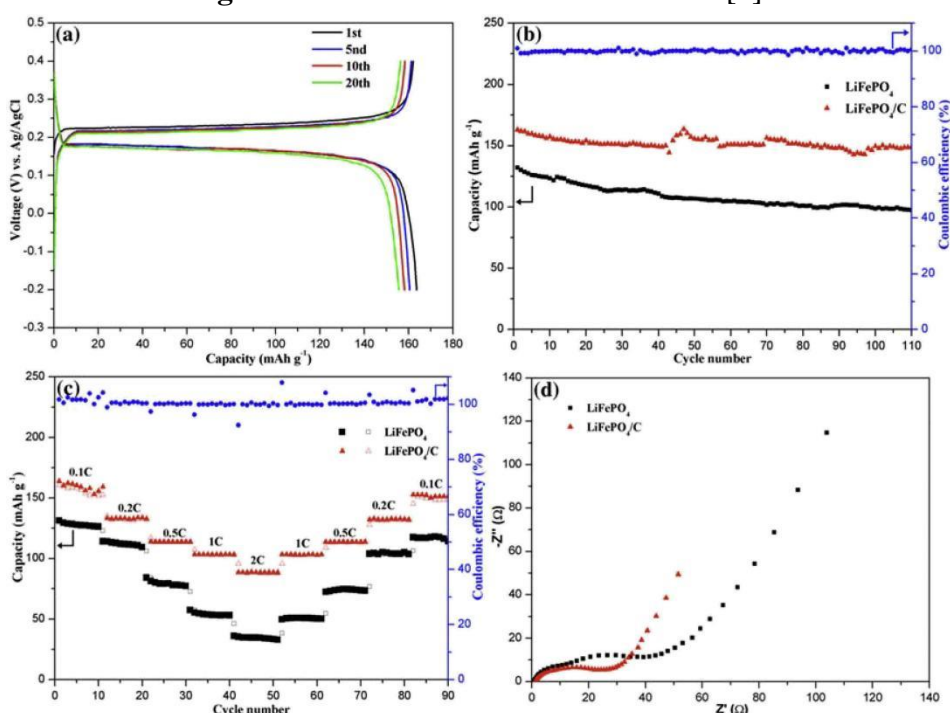 [ ]
(a)
1st
5nd
10th
20th
0.5
0.4
0.3
0.2
0.1
0.0
-0.1
-0.2
-0.3
Voltage (V) vs. Ag/AgCl
0 20 40 60 80 100 120 140 160 180
Capacity (mAh g⁻¹)
(b)
LiFePO₄
LiFePO₄/C
250
200
150
100
50
0
Capacity (mAh g⁻¹)
100
80
60
40
20
0
Coulombic efficiency (%)
0 10 20 30 40 50 60 70 80 90 100 110
Cycle number
(c)
LiFePO₄
LiFePO₄/C
0.1C
0.2C
0.5C
1C
2C
1C
0.5C
0.2C
0.1C
250
200
150
100
50
0
Capacity (mAh g⁻¹)
100
80
60
40
20
0
Coulombic efficiency (%)
0 10 20 30 40 50 60 70 80 90
Cycle number
(d)
LiFePO₄
LiFePO₄/C
-140
-120
-100
-80
-60
-40
-20
0
-Z'' (Ω)
0 20 40 60 80 100 120 140
Z' (Ω)